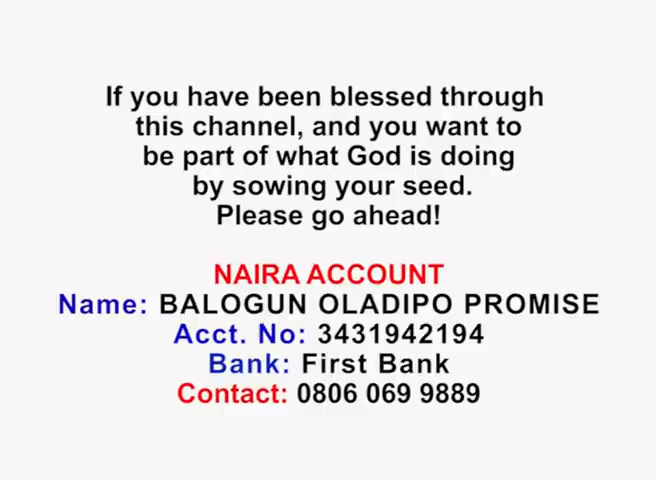 If you have been blessed through
this channel, and you want to
be part of what God is doing
by sowing your seed.
Please go ahead!
NAIRA ACCOUNT
Name: BALOGUN OLADIPO PROMISE
Acct. No: 3431942194
Bank: First Bank
Contact: 0806 069 9889